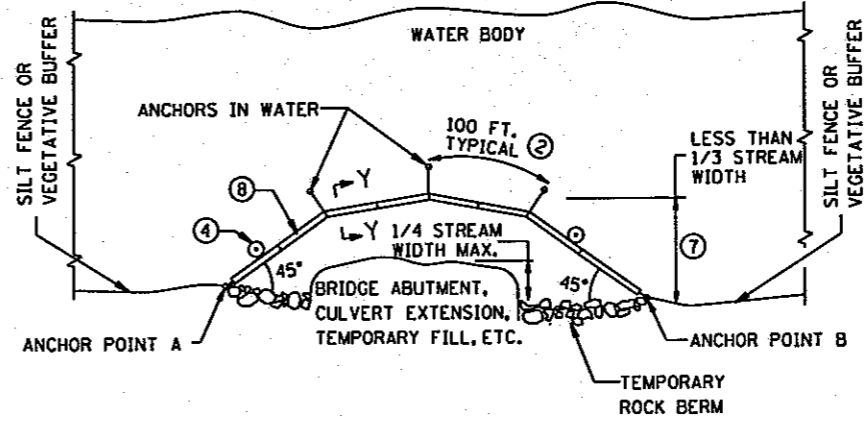 WATER BODY
SILT FENCE OR
VEGETATIVE BUFFER
SILT FENCE OR
VEGETATIVE BUFFER
ANCHORS IN WATER
100 FT.
TYPICAL
2
LESS THAN
1/3 STREAM
WIDTH
Y
8
4
Y
1/4 STREAM
WIDTH MAX.
7
45°
45°
BRIDGE ABUTMENT,
CULVERT EXTENSION,
TEMPORARY FILL, ETC.
ANCHOR POINT A
ANCHOR POINT B
TEMPORARY
ROCK BERM